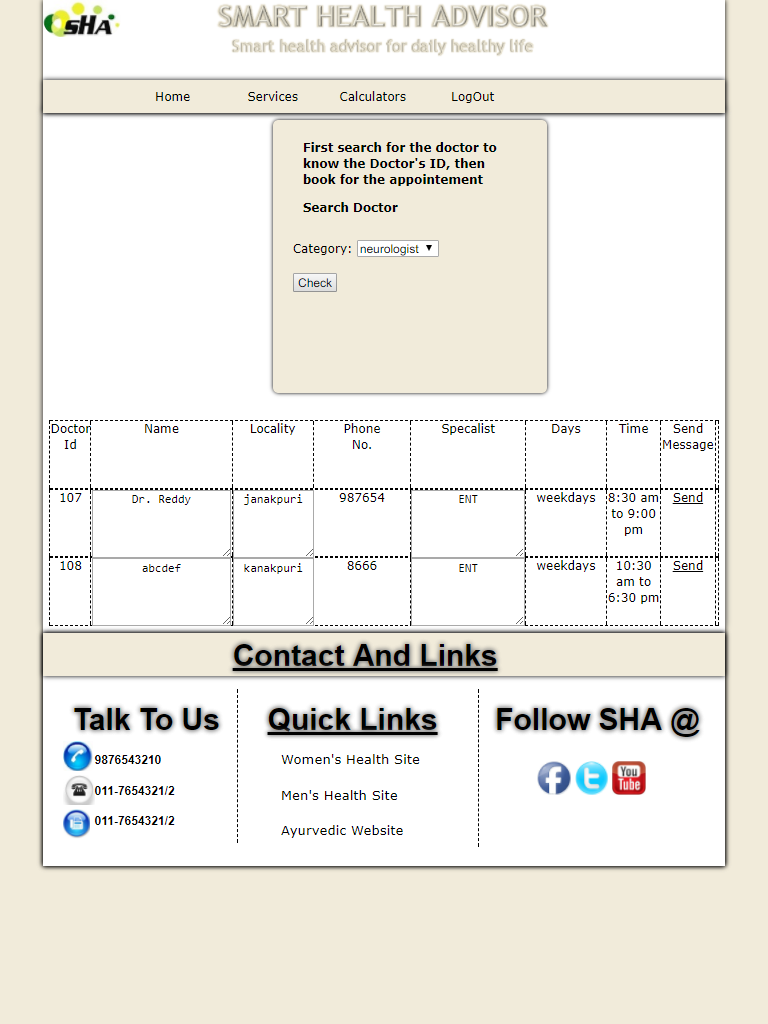 SHA
SMART HEALTH ADVISOR
Smart health advisor for daily healthy life
Home Services Calculators LogOut
First search for the doctor to
know the Doctor's ID, then
book for the appointement
Search Doctor
Category: neurologist
Check
Doctor Id Name Locality Phone No. Specalist Days Time Send Message
107 Dr. Reddy janakpuri 987654 ENT weekdays 8:30 am to 9:00 pm Send
108 abcdef kanakpuri 8666 ENT weekdays 10:30 am to 6:30 pm Send
Contact And Links
Talk To Us
9876543210
011-7654321/2
011-7654321/2
Quick Links
Women's Health Site
Men's Health Site
Ayurvedic Website
Follow SHA @
You
Tube